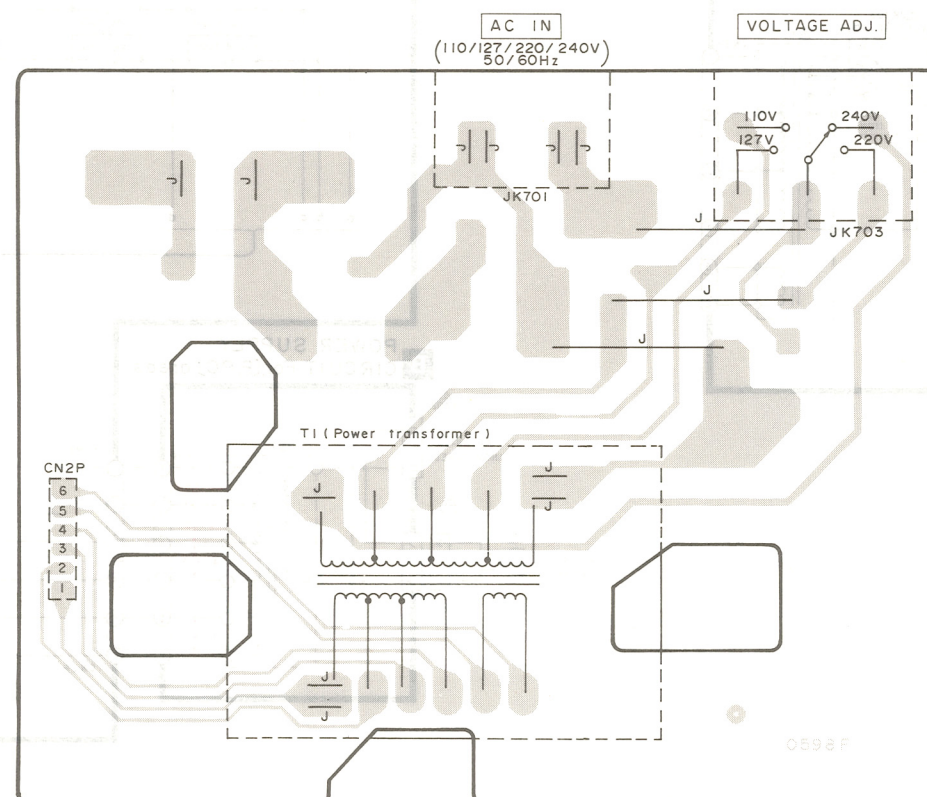 AC IN
VOLTAGE ADJ.
(110/127/220/240V)
50/60Hz
110V
240V
127V
220V
J
J
J
J
JK701
J
JK703
J
J
T1 (Power transformer)
CN2P
6
5
4
3
2
1
J
J
J
J
J
0598F